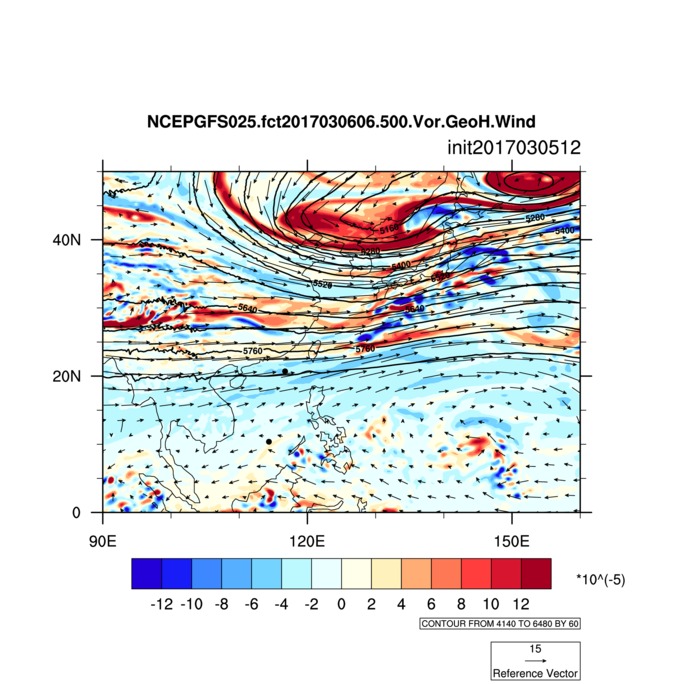 NCEPGFS025.fct2017030606.500.Vor.GeoH.Wind
init2017030512
5280
5400
5160
5280
5400
5520
5640
5640
5760
5760
40N
20N
0
90E 120E 150E
-12 -10 -8 -6 -4 -2 0 2 4 6 8 10 12
*10^(-5)
CONTOUR FROM 4140 TO 6480 BY 60
15
Reference Vector